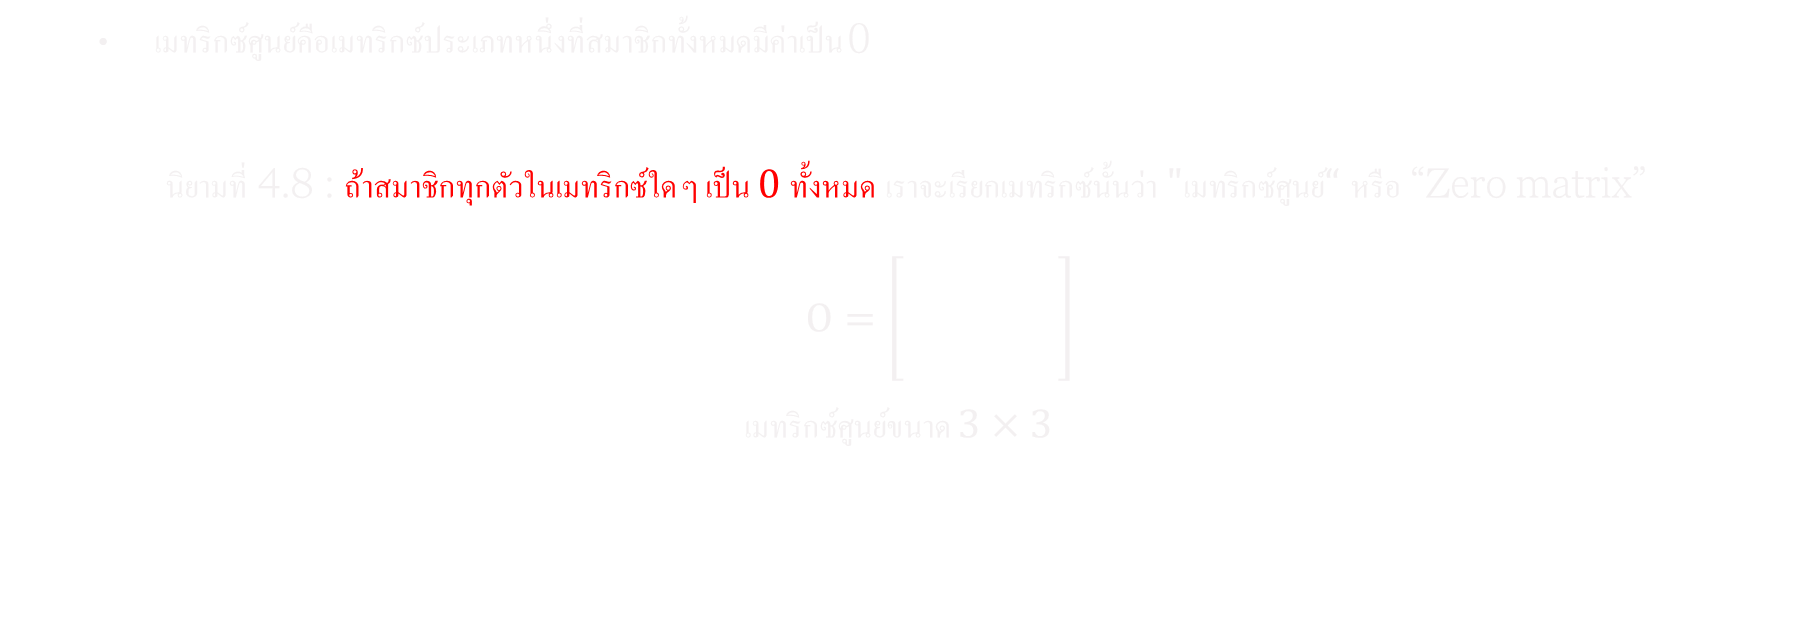 • เมทริกซ์ศูนย์คือเมทริกซ์ประเภทหนึ่งที่สมาชิกทั้งหมดมีค่าเป็น 0
นิยามที่ 4.8 : ถ้าสมาชิกทุกตัวในเมทริกซ์ใด ๆ เป็น 0 ทั้งหมด เราจะเรียกเมทริกซ์นั้นว่า "เมทริกซ์ศูนย์“ หรือ “Zero matrix”
0 = [ ]
เมทริกซ์ศูนย์ขนาด 3 × 3